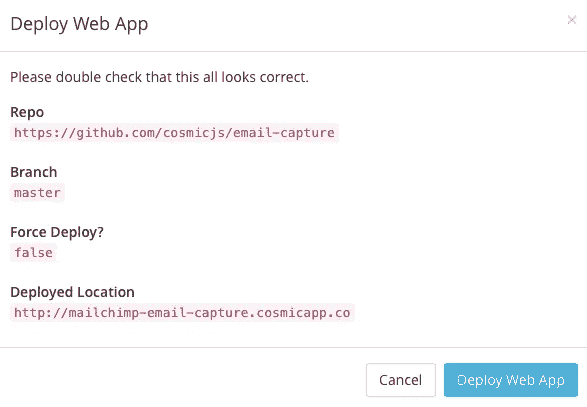 Deploy Web App
×
Please double check that this all looks correct.
Repo
https://github.com/cosmicjs/email-capture
Branch
master
Force Deploy?
false
Deployed Location
http://mailchimp-email-capture.cosmicapp.co
Cancel Deploy Web App